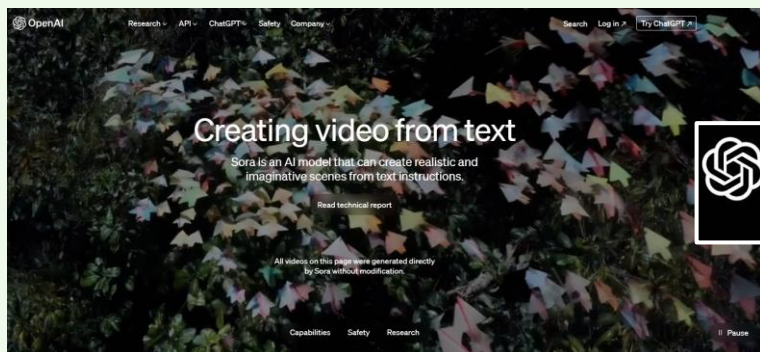 OpenAI
Research API ChatGPT Safety Company
Search Log in Try ChatGPT
Creating video from text
Sora is an AI model that can create realistic and
imaginative scenes from text instructions.
Read technical report
All videos on this page were generated directly
by Sora without modification.
Capabilities Safety Research
Pause